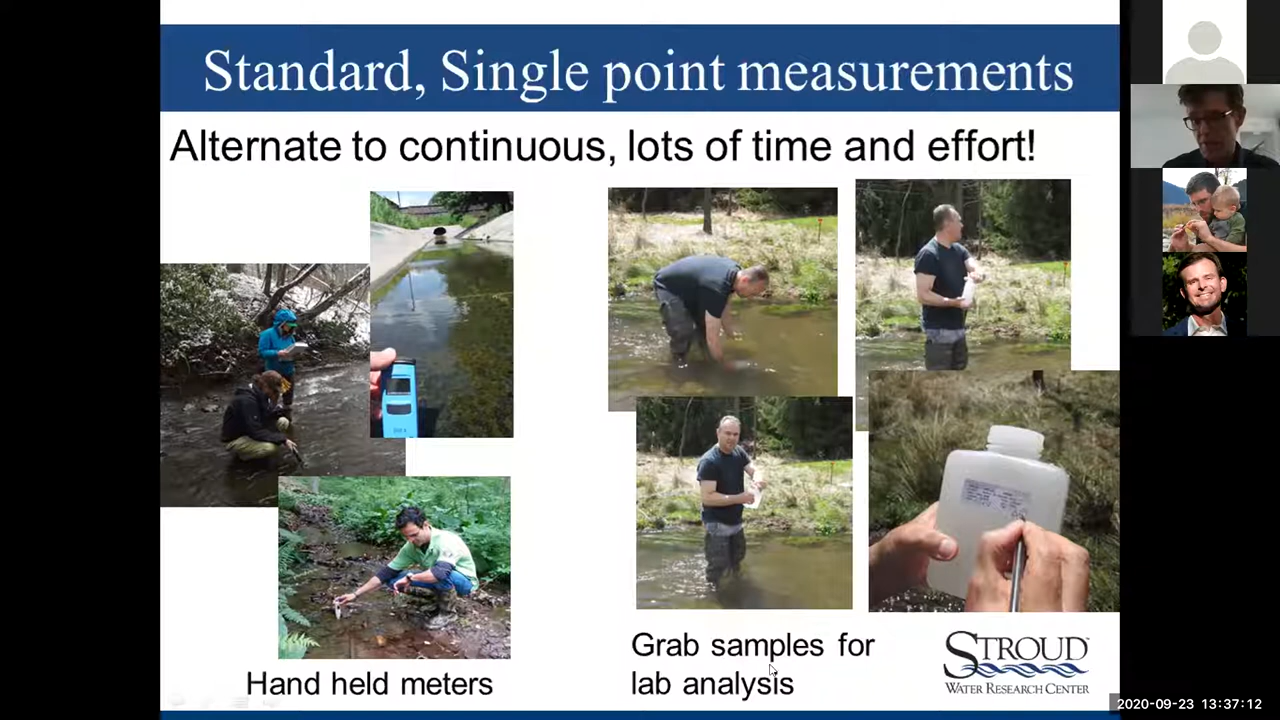 Standard, Single point measurements
Alternate to continuous, lots of time and effort!
Hand held meters
Grab samples for
lab analysis
STROUD
WATER RESEARCH CENTER
2020-09-23 13:37:12